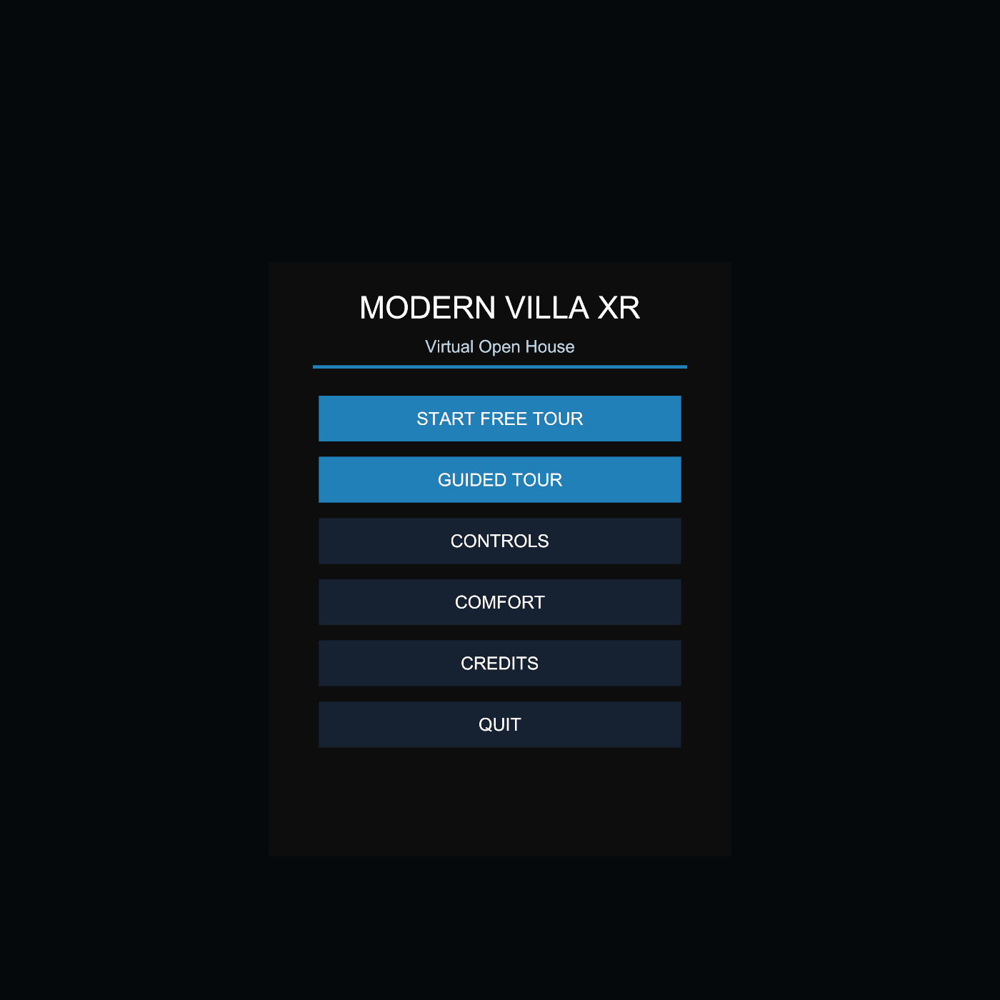 MODERN VILLA XR
Virtual Open House
START FREE TOUR
GUIDED TOUR
CONTROLS
COMFORT
CREDITS
QUIT